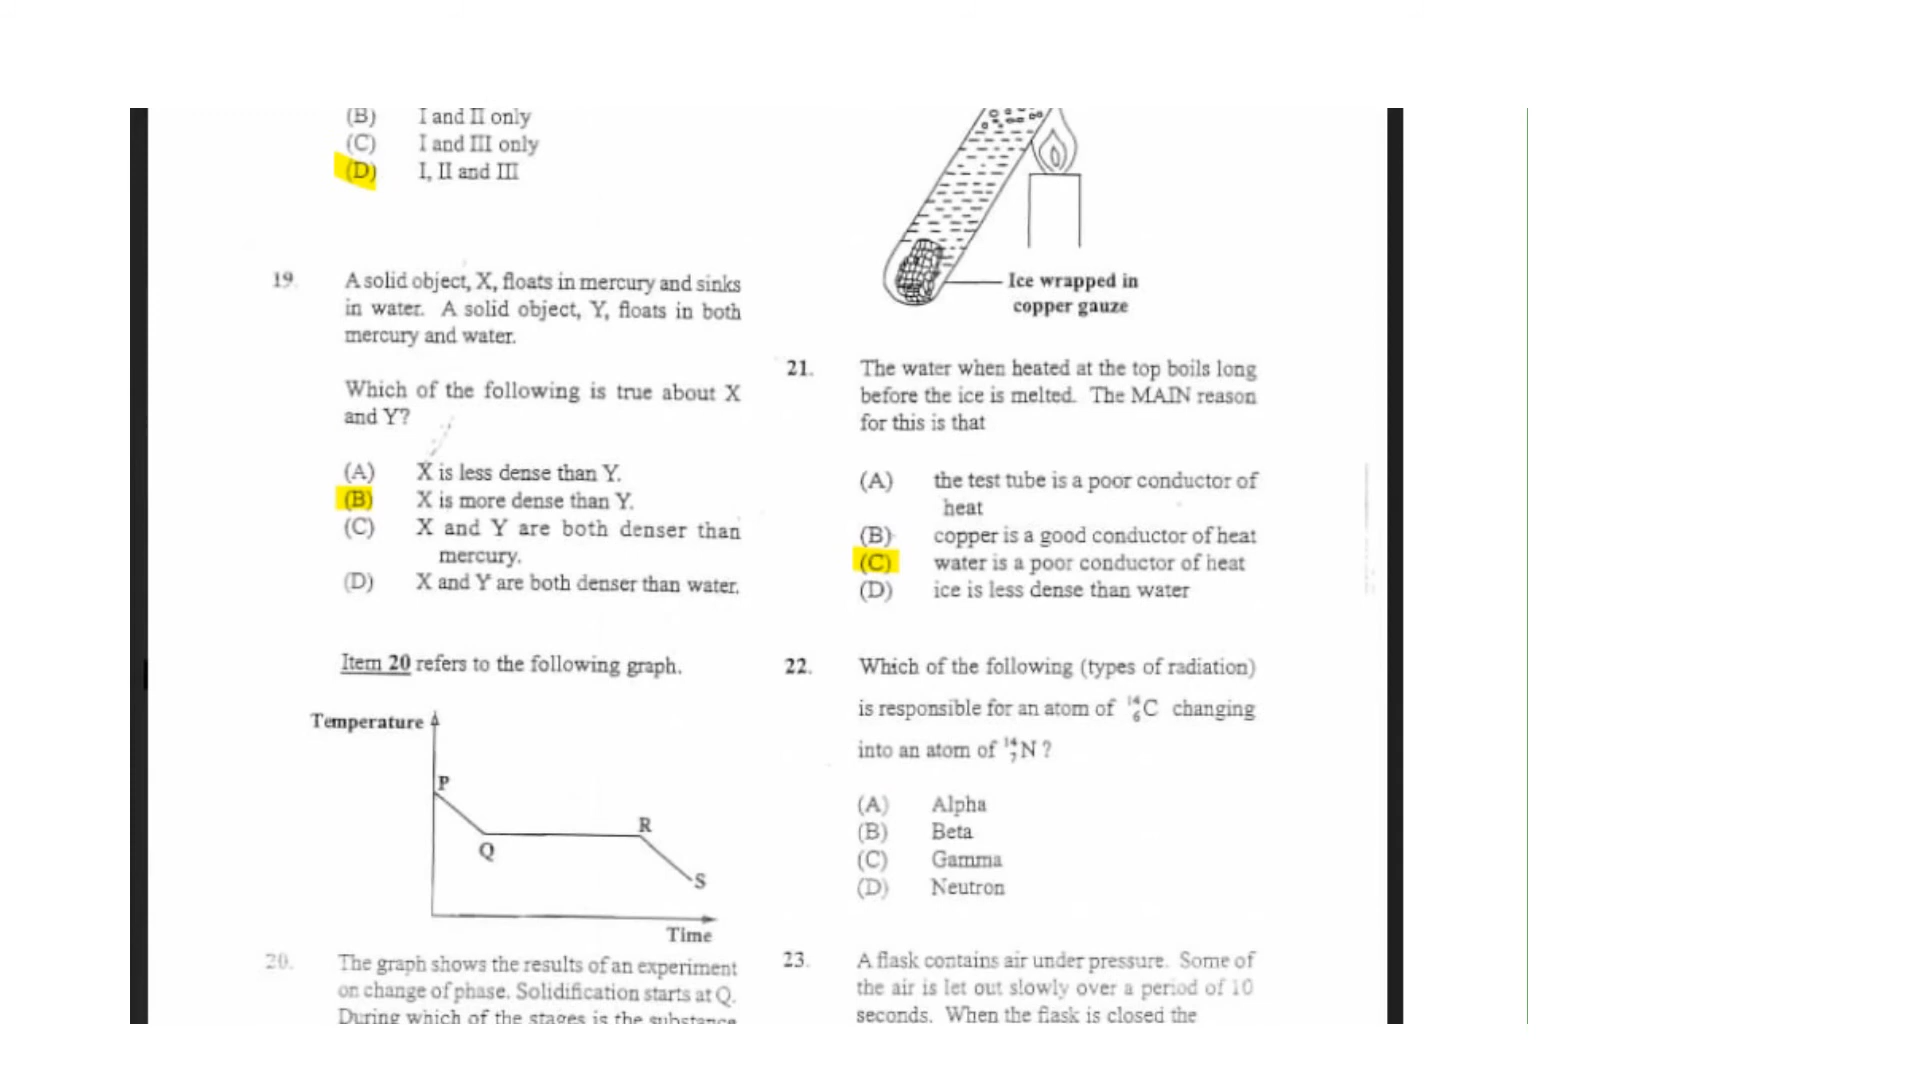 (B) I and II only
(C) I and III only
(D) I, II and III
19. A solid object, X, floats in mercury and sinks
in water. A solid object, Y, floats in both
mercury and water.
Which of the following is true about X
and Y?
(A) X is less dense than Y.
(B) X is more dense than Y.
(C) X and Y are both denser than
mercury.
(D) X and Y are both denser than water.
Item 20 refers to the following graph.
Temperature
P
Q
R
S
Time
20. The graph shows the results of an experiment
on change of phase. Solidification starts at Q.
During which of the stages is the substance
Ice wrapped in
copper gauze
21. The water when heated at the top boils long
before the ice is melted. The MAIN reason
for this is that
(A) the test tube is a poor conductor of
heat
(B) copper is a good conductor of heat
(C) water is a poor conductor of heat
(D) ice is less dense than water
22. Which of the following (types of radiation)
is responsible for an atom of ¹⁴₆C changing
into an atom of ¹⁴₇N ?
(A) Alpha
(B) Beta
(C) Gamma
(D) Neutron
23. A flask contains air under pressure. Some of
the air is let out slowly over a period of 10
seconds. When the flask is closed the